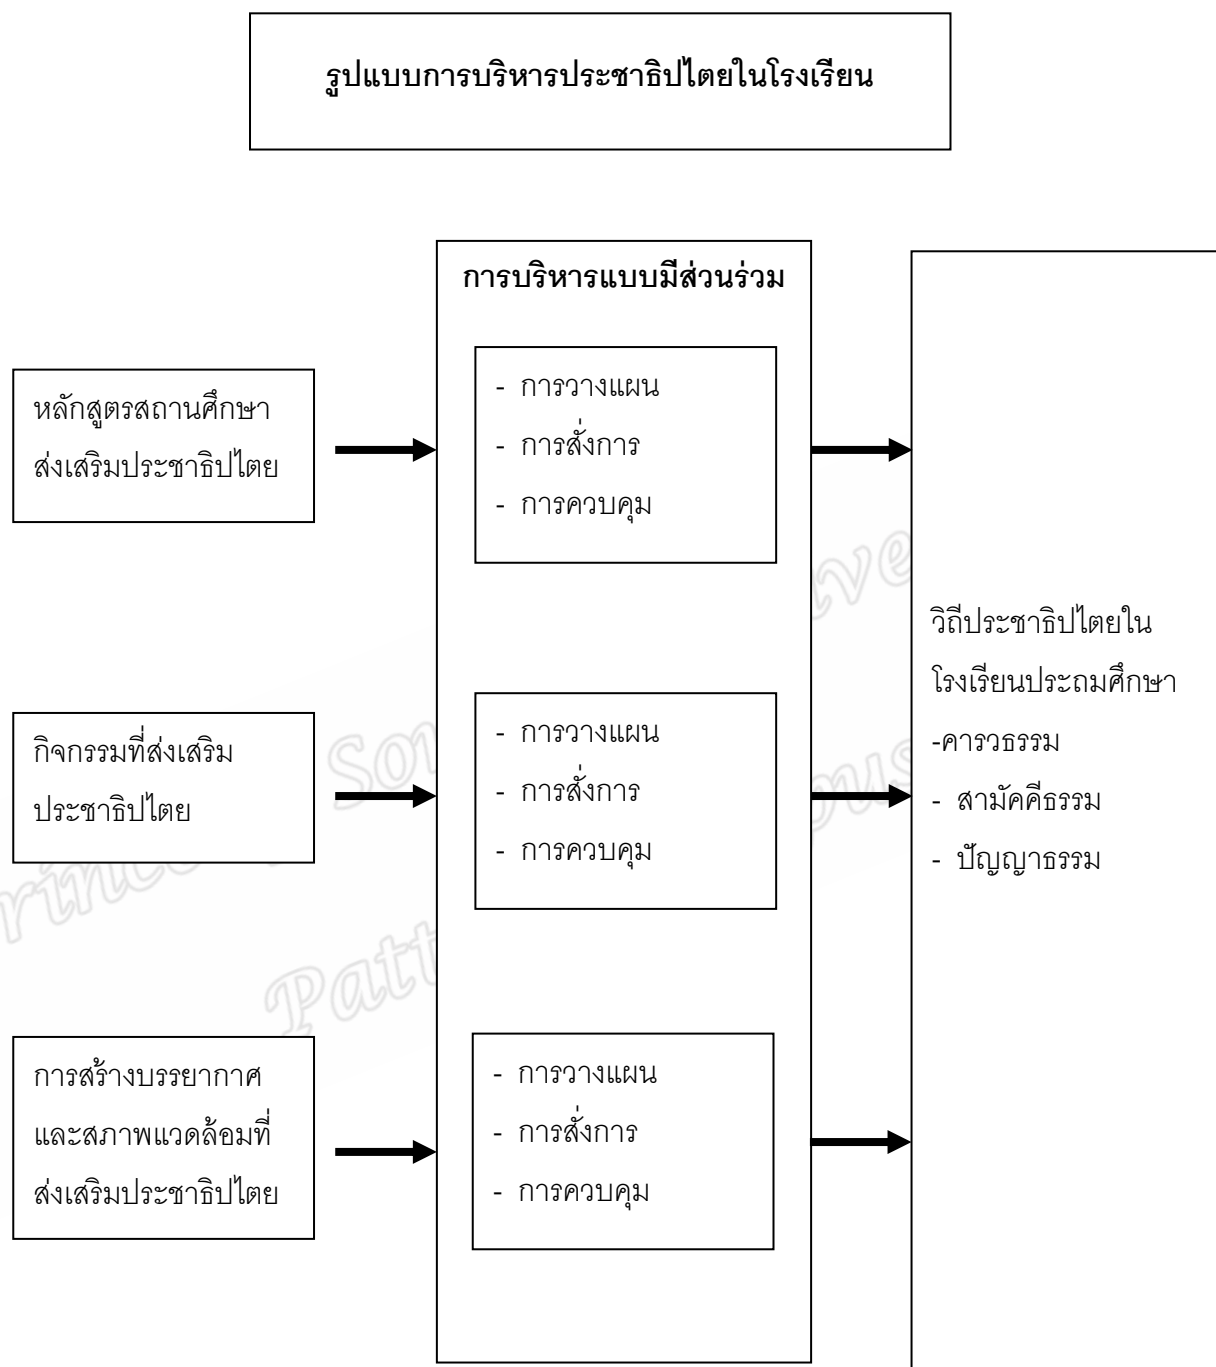 รูปแบบการบริหารประชาธิปไตยในโรงเรียน
การบริหารแบบมีส่วนร่วม
หลักสูตรสถานศึกษา
ส่งเสริมประชาธิปไตย
- การวางแผน
- การสั่งการ
- การควบคุม
กิจกรรมที่ส่งเสริม
ประชาธิปไตย
- การวางแผน
- การสั่งการ
- การควบคุม
การสร้างบรรยากาศ
และสภาพแวดล้อมที่
ส่งเสริมประชาธิปไตย
- การวางแผน
- การสั่งการ
- การควบคุม
วิถีประชาธิปไตยใน
โรงเรียนประถมศึกษา
-คารวธรรม
- สามัคคีธรรม
- ปัญญาธรรม